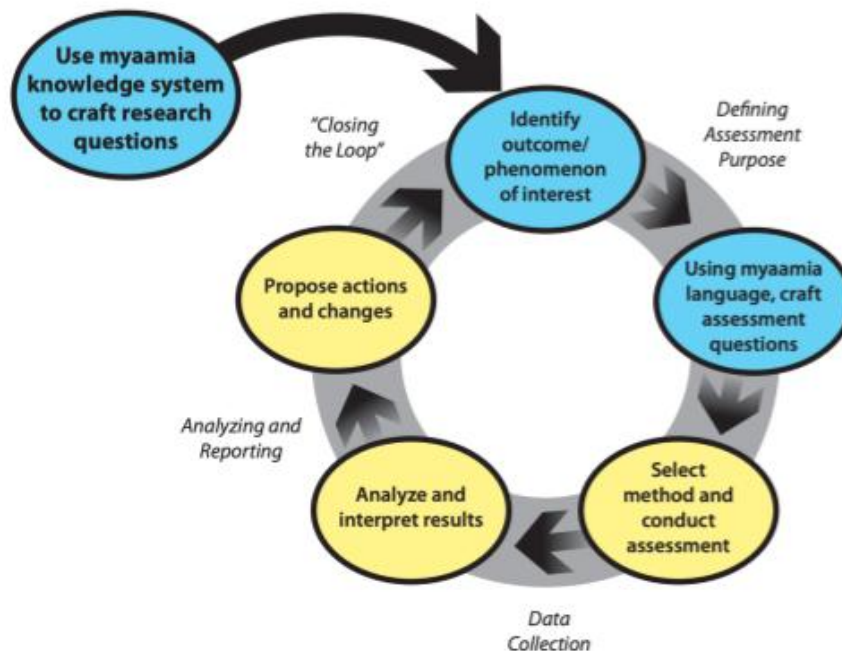 Use myaamia
knowledge system
to craft research
questions
"Closing
the Loop"
Identify
outcome/
phenomenon
of interest
Defining
Assessment
Purpose
Propose actions
and changes
Using myaamia
language, craft
assessment
questions
Analyzing and
Reporting
Analyze and
interpret results
Select
method and
conduct
assessment
Data
Collection